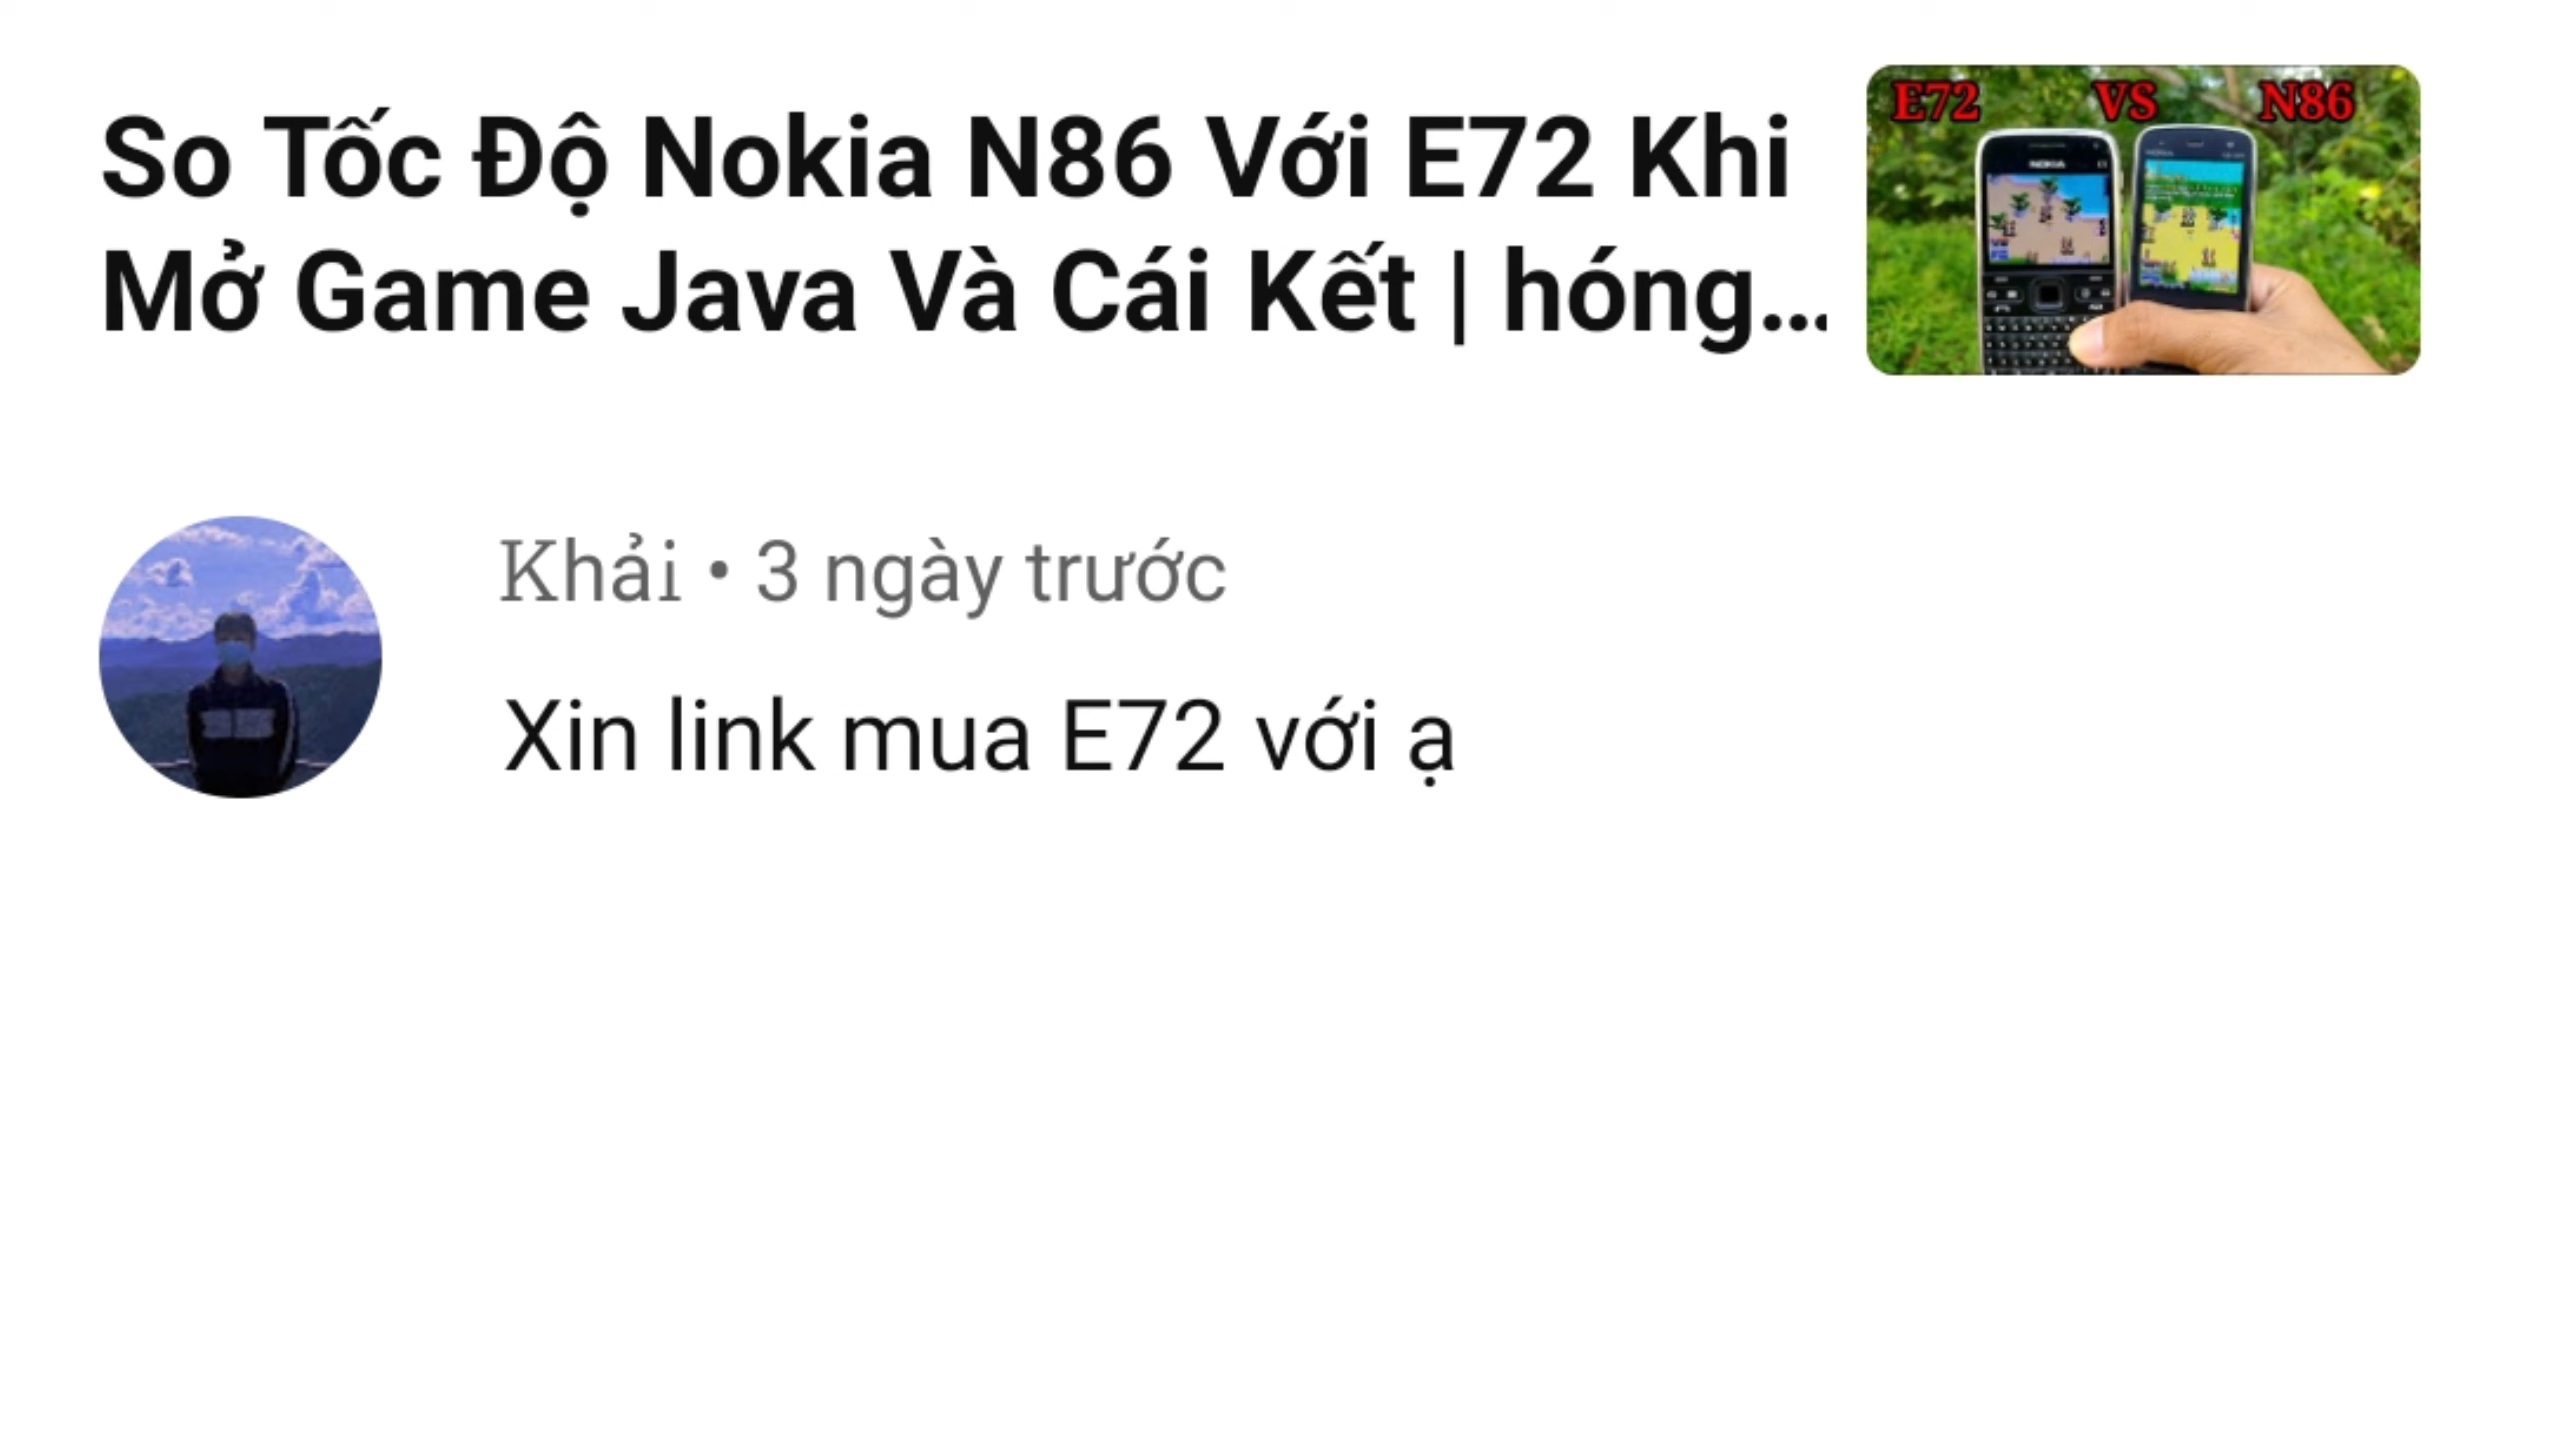 So Tốc Độ Nokia N86 Với E72 Khi
Mở Game Java Và Cái Kết | hóng...
E72 VS N86
NOKIA
Khải • 3 ngày trước
Xin link mua E72 với ạ